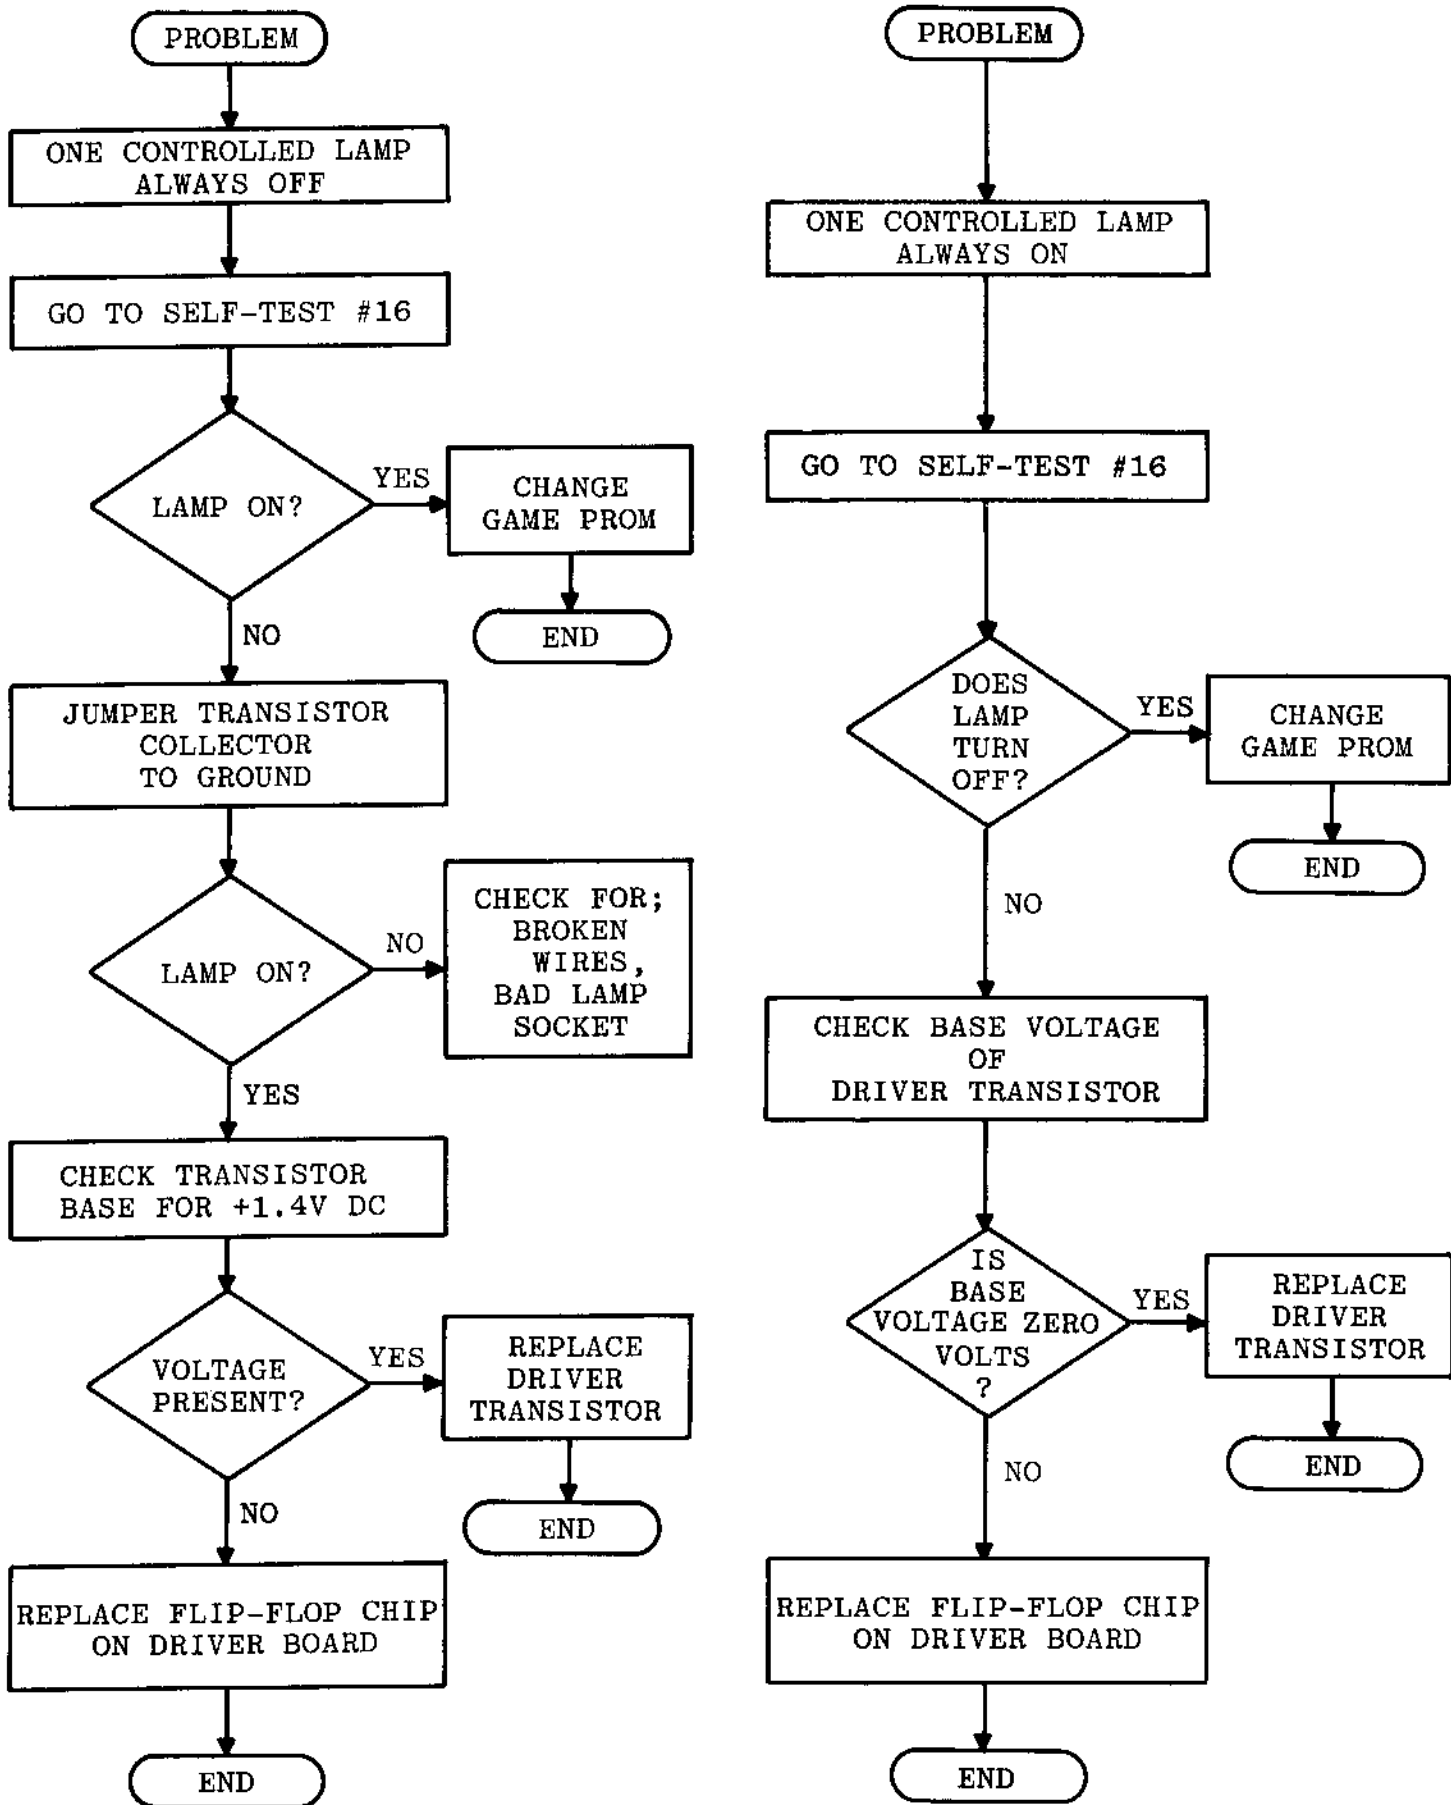 PROBLEM
ONE CONTROLLED LAMP
ALWAYS OFF
GO TO SELF-TEST #16
LAMP ON?
YES
CHANGE
GAME PROM
END
NO
JUMPER TRANSISTOR
COLLECTOR
TO GROUND
LAMP ON?
NO
CHECK FOR;
BROKEN
WIRES,
BAD LAMP
SOCKET
YES
CHECK TRANSISTOR
BASE FOR +1.4V DC
VOLTAGE
PRESENT?
YES
REPLACE
DRIVER
TRANSISTOR
END
NO
REPLACE FLIP-FLOP CHIP
ON DRIVER BOARD
END
PROBLEM
ONE CONTROLLED LAMP
ALWAYS ON
GO TO SELF-TEST #16
DOES
LAMP
TURN
OFF?
YES
CHANGE
GAME PROM
END
NO
CHECK BASE VOLTAGE
OF
DRIVER TRANSISTOR
IS
BASE
VOLTAGE ZERO
VOLTS
?
YES
REPLACE
DRIVER
TRANSISTOR
END
NO
REPLACE FLIP-FLOP CHIP
ON DRIVER BOARD
END